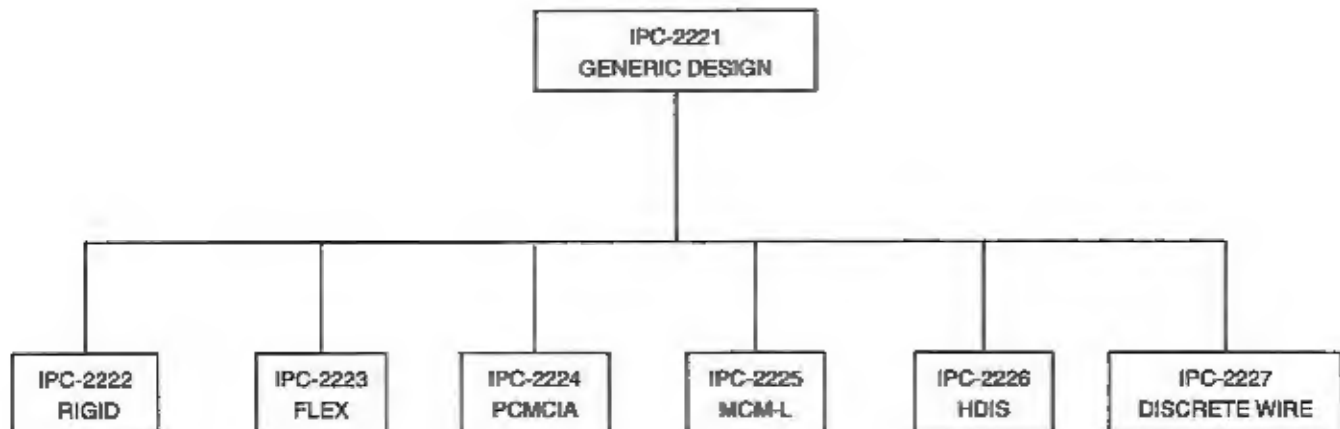 IPC-2221
GENERIC DESIGN
IPC-2222
RIGID
IPC-2223
FLEX
IPC-2224
PCMCIA
IPC-2225
MCM-L
IPC-2226
HDIS
IPC-2227
DISCRETE WIRE